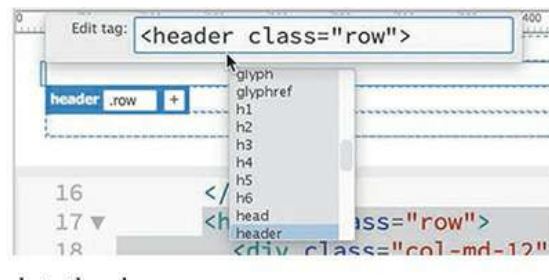 0
400
Edit tag: <header class="row">
glyph
glyphref
header .row +
h1
h2
h3
h4
h5
h6
head
header
16 </
17 <h ass="row">
18 <div class="col-md-12"